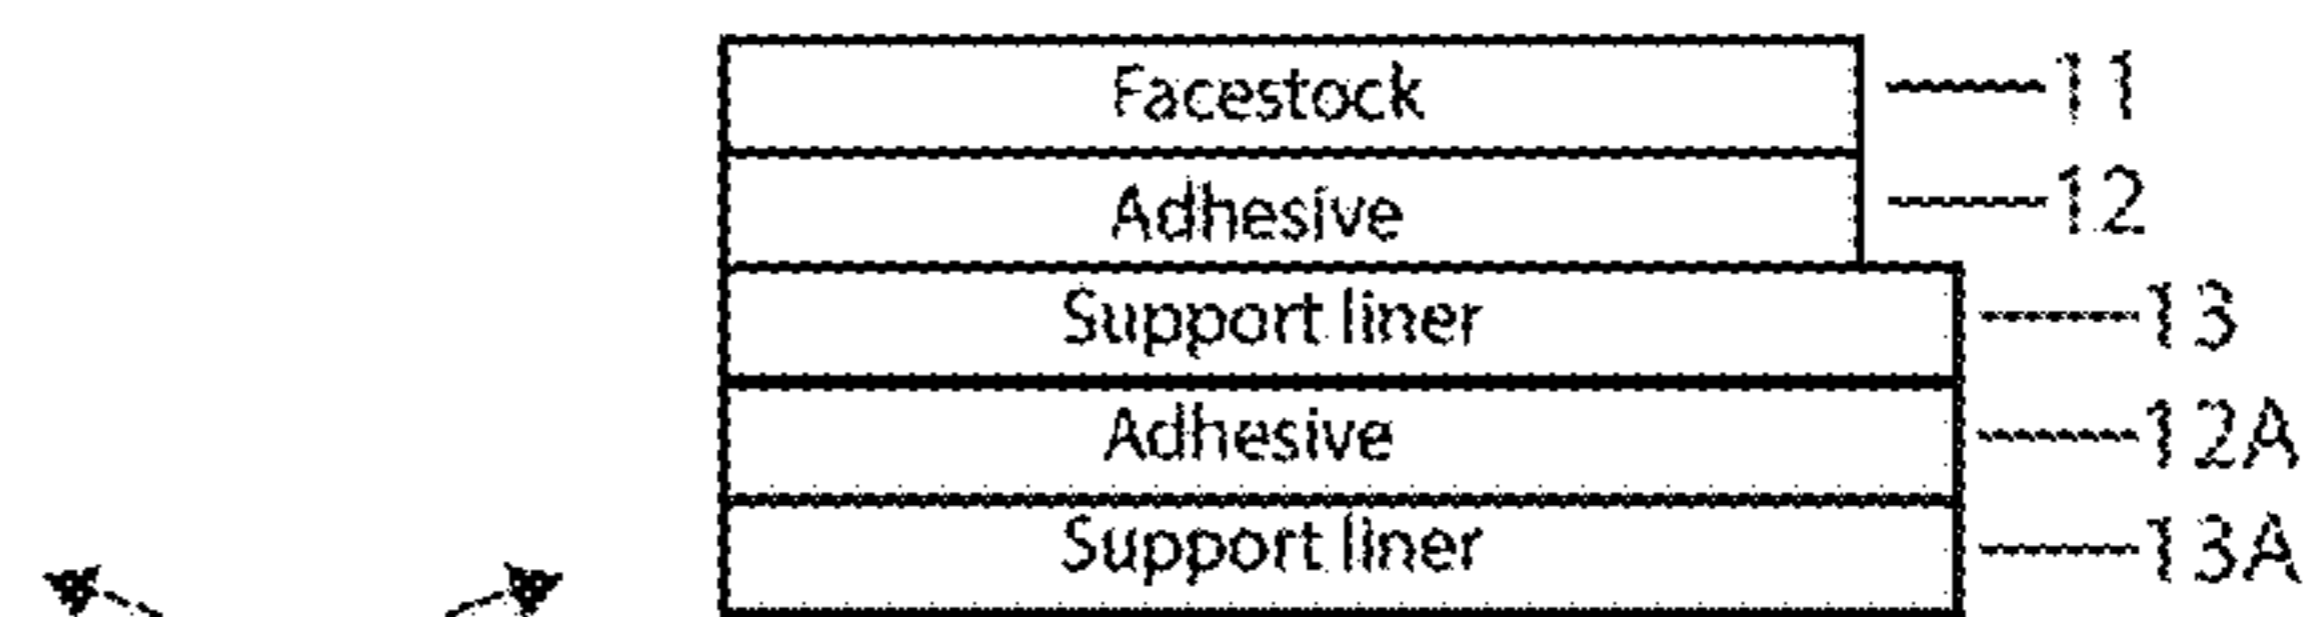 Facestock 11
Adhesive 12
Support liner 13
Adhesive 12A
Support liner 13A